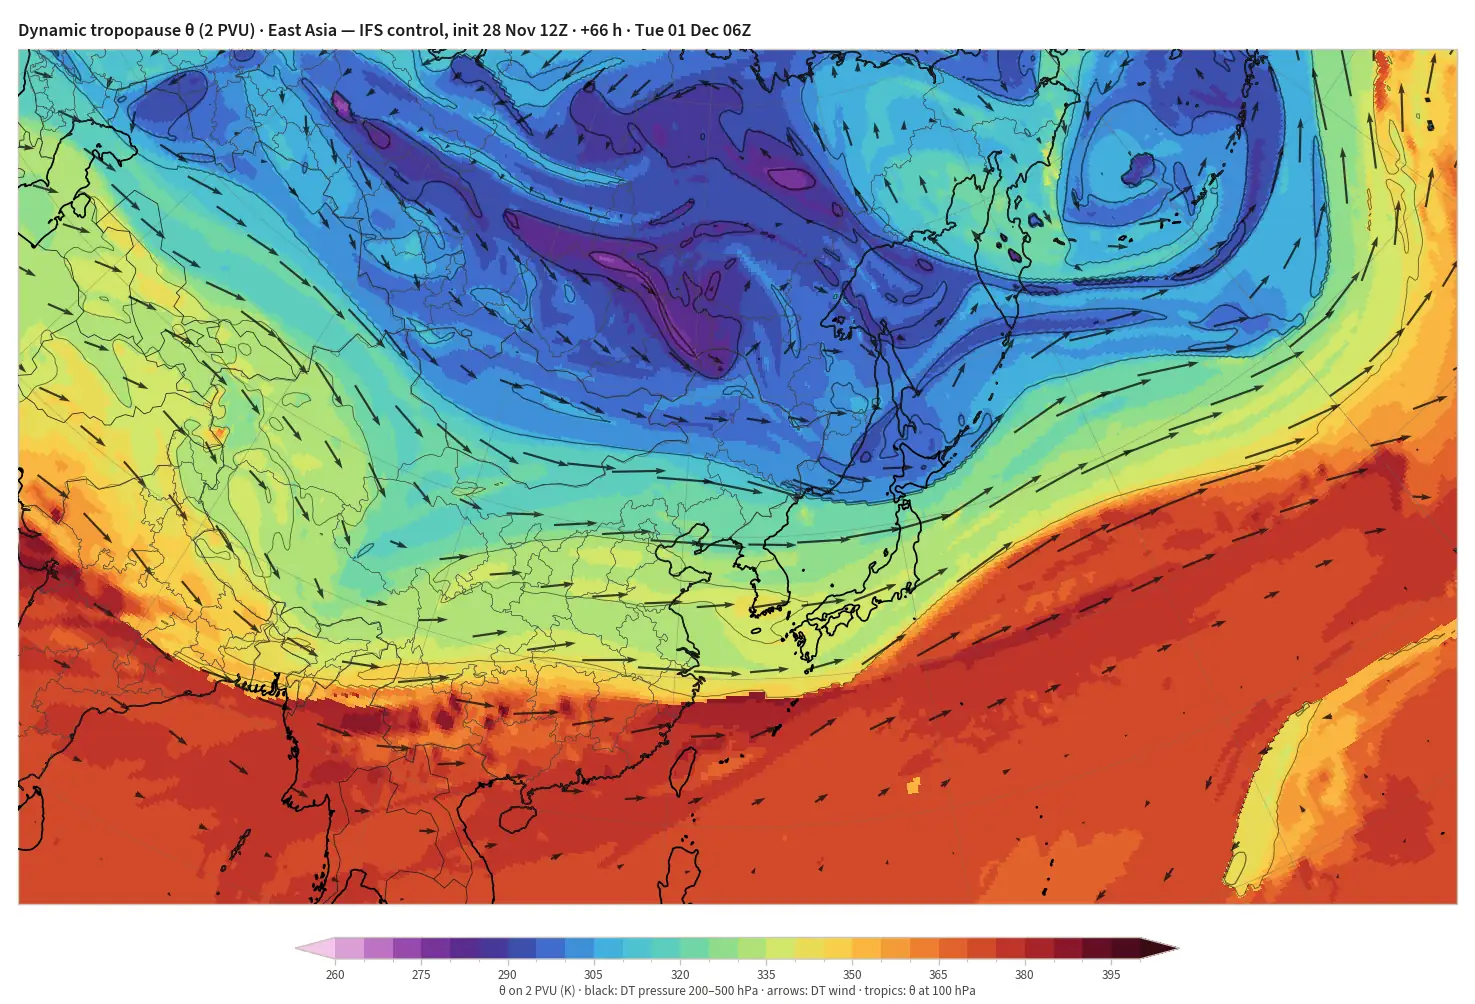 Dynamic tropopause θ (2 PVU) · East Asia — IFS control, init 28 Nov 12Z · +66 h · Tue 01 Dec 06Z
260 275 290 305 320 335 350 365 380 395
θ on 2 PVU (K) · black: DT pressure 200–500 hPa · arrows: DT wind · tropics: θ at 100 hPa